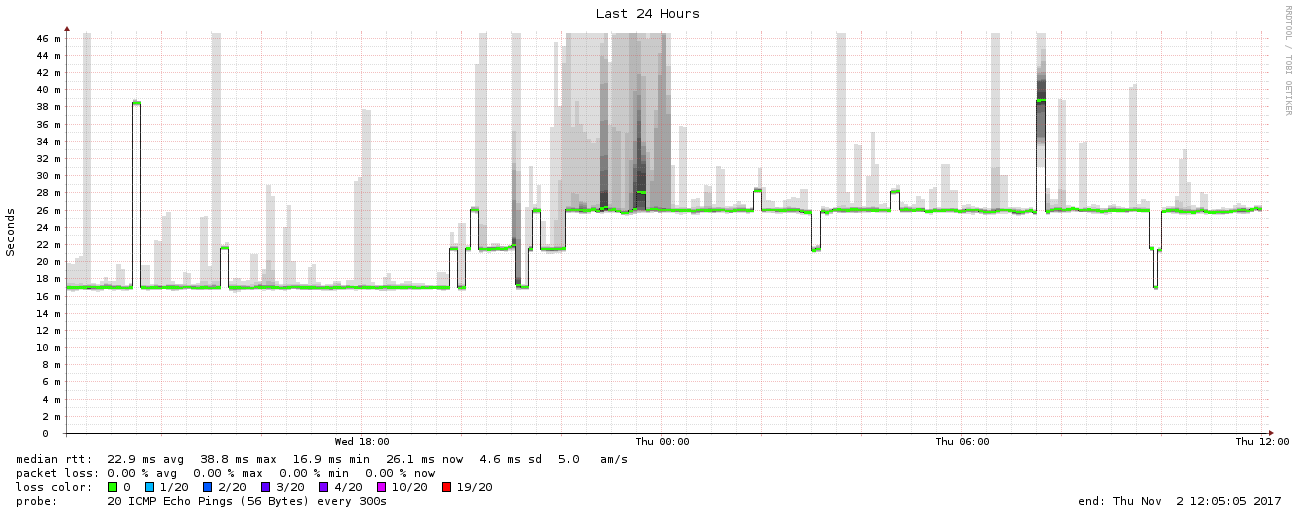 Last 24 Hours
RRDTOOL / TOBI OETIKER
Seconds
46 m
44 m
42 m
40 m
38 m
36 m
34 m
32 m
30 m
28 m
26 m
24 m
22 m
20 m
18 m
16 m
14 m
12 m
10 m
8 m
6 m
4 m
2 m
0
Wed 18:00 Thu 00:00 Thu 06:00 Thu 12:00
median rtt: 22.9 ms avg 38.8 ms max 16.9 ms min 26.1 ms now 4.6 ms sd 5.0 am/s
packet loss: 0.00 % avg 0.00 % max 0.00 % min 0.00 % now
loss color: 0 1/20 2/20 3/20 4/20 10/20 19/20
probe: 20 ICMP Echo Pings (56 Bytes) every 300s end: Thu Nov 2 12:05:05 2017